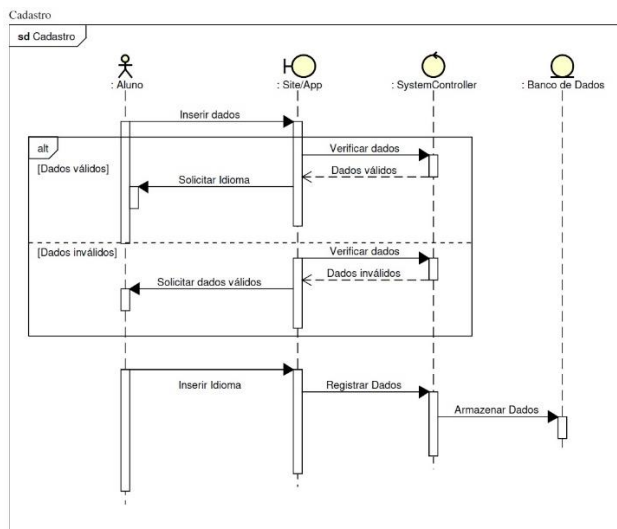 Cadastro
sd Cadastro
: Aluno
: Site/App
: SystemController
: Banco de Dados
Inserir dados
alt
Verificar dados
[Dados válidos]
Dados válidos
Solicitar Idioma
[Dados inválidos]
Verificar dados
Dados inválidos
Solicitar dados válidos
Inserir Idioma
Registrar Dados
Armazenar Dados